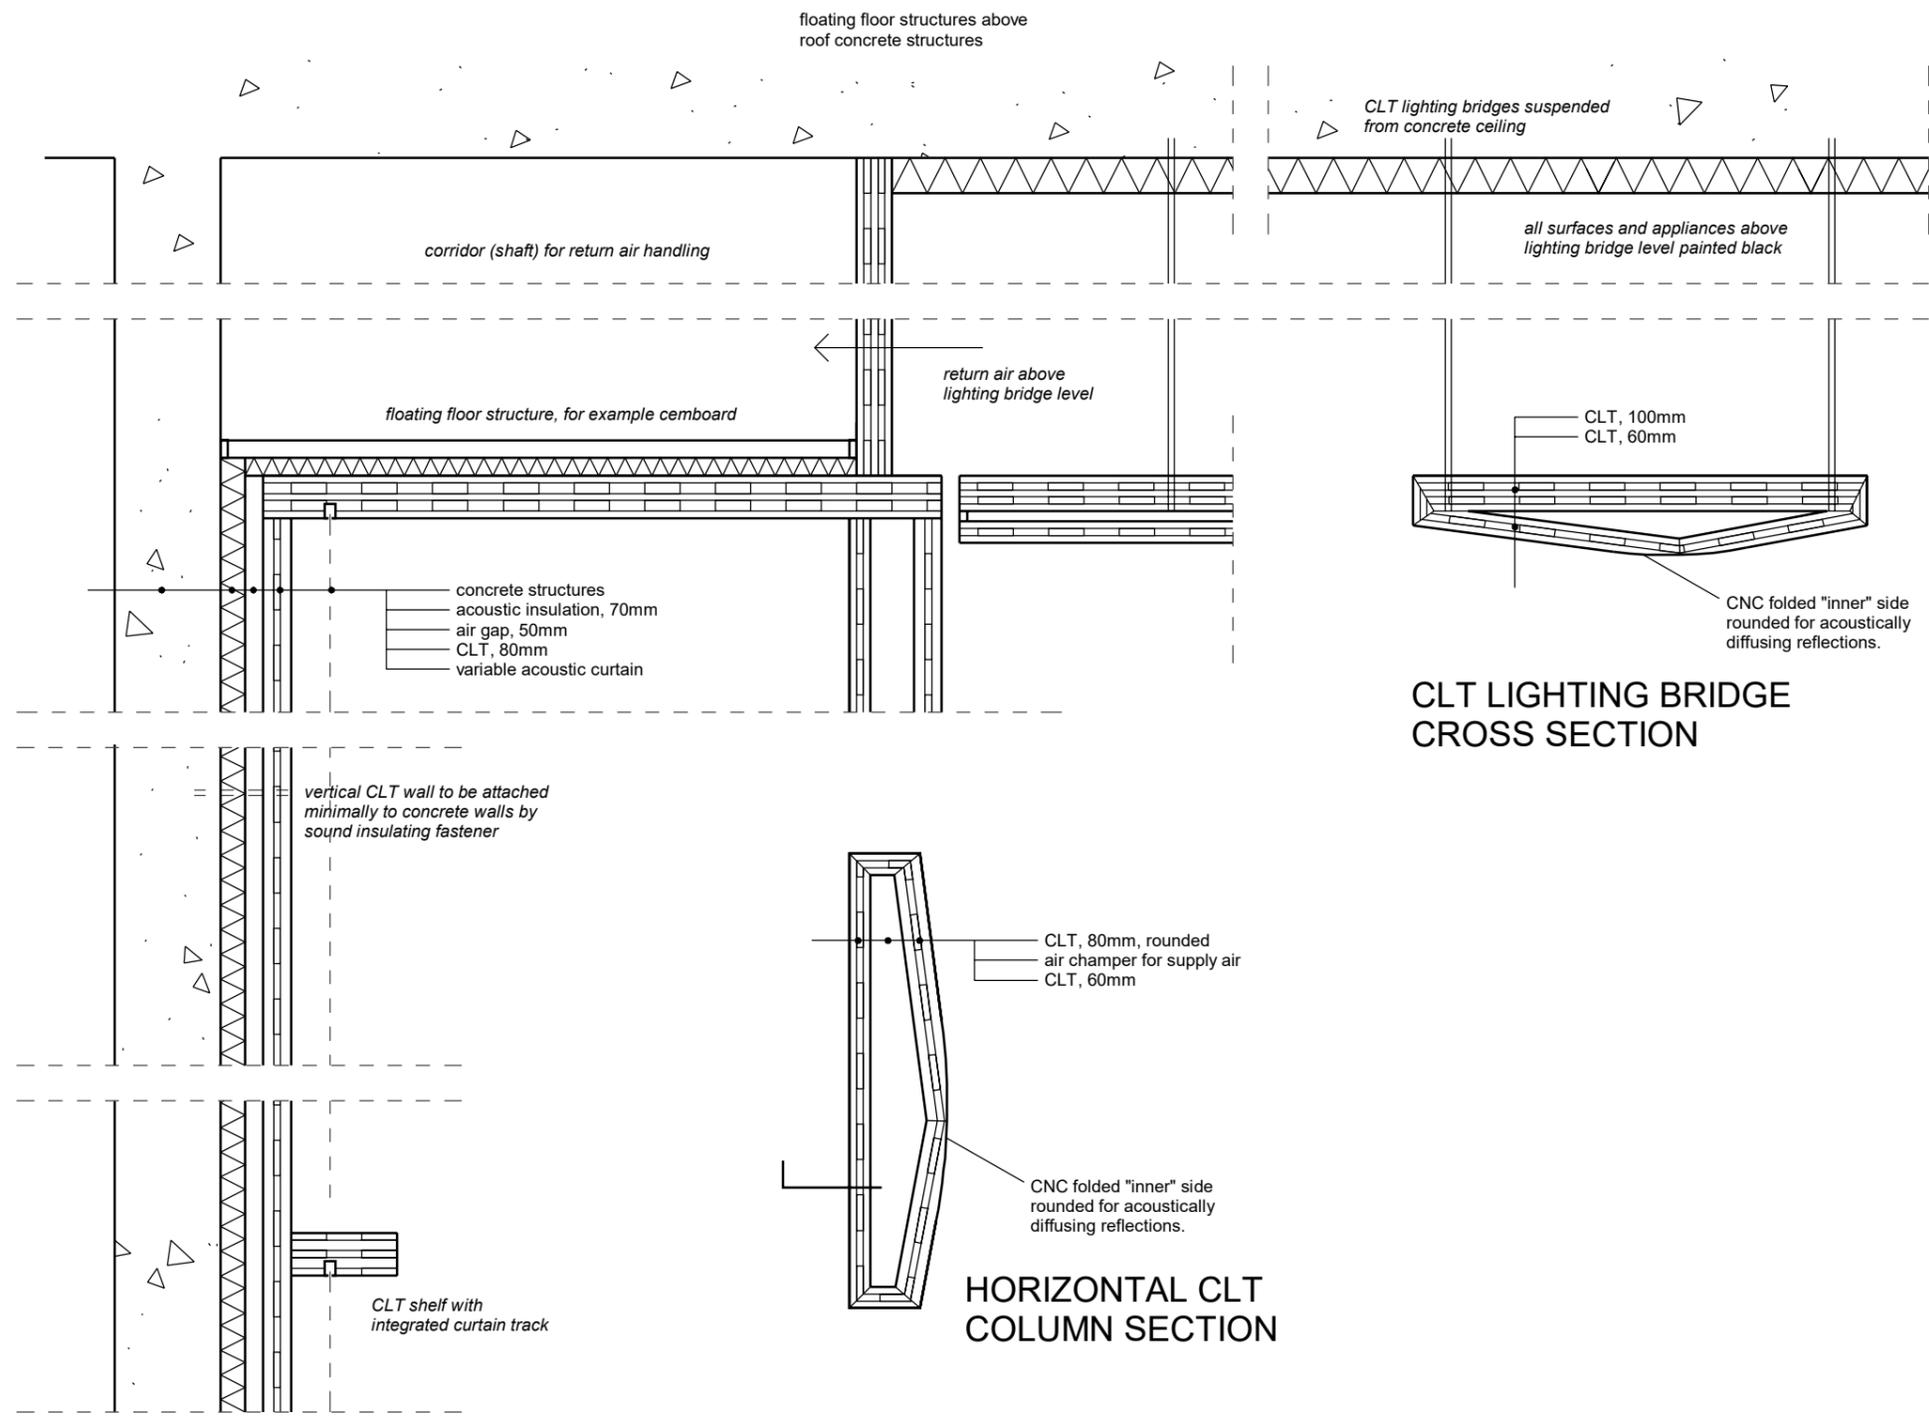 floating floor structures above
roof concrete structures
CLT lighting bridges suspended
from concrete ceiling
corridor (shaft) for return air handling
all surfaces and appliances above
lighting bridge level painted black
return air above
lighting bridge level
floating floor structure, for example cemboard
CLT, 100mm
CLT, 60mm
concrete structures
acoustic insulation, 70mm
air gap, 50mm
CLT, 80mm
variable acoustic curtain
CNC folded "inner" side
rounded for acoustically
diffusing reflections.
CLT LIGHTING BRIDGE
CROSS SECTION
vertical CLT wall to be attached
minimally to concrete walls by
sound insulating fastener
CLT, 80mm, rounded
air champer for supply air
CLT, 60mm
CNC folded "inner" side
rounded for acoustically
diffusing reflections.
HORIZONTAL CLT
COLUMN SECTION
CLT shelf with
integrated curtain track